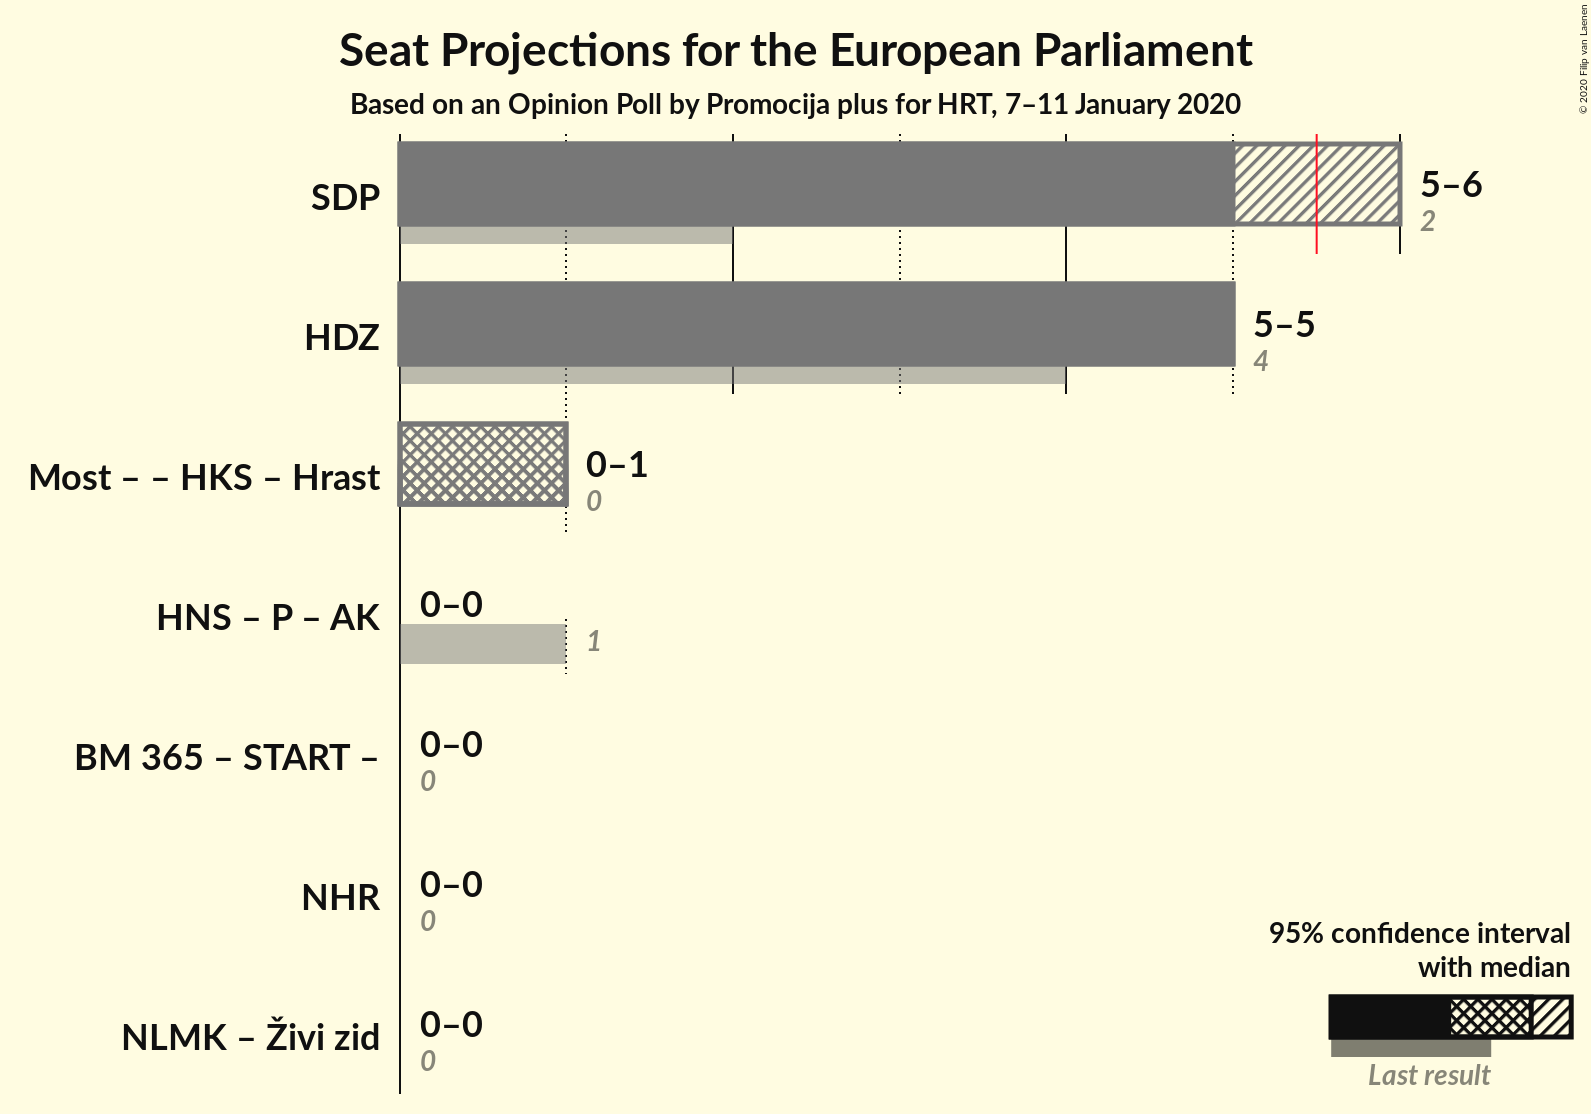 Seat Projections for the European Parliament
Based on an Opinion Poll by Promocija plus for HRT, 7–11 January 2020
© 2020 Filip van Laenen
SDP
5–6
2
HDZ
5–5
4
Most – – HKS – Hrast
0–1
0
HNS – P – AK
0–0
1
BM 365 – START –
0–0
0
NHR
0–0
0
NLMK – Živi zid
0–0
0
95% confidence interval
with median
Last result